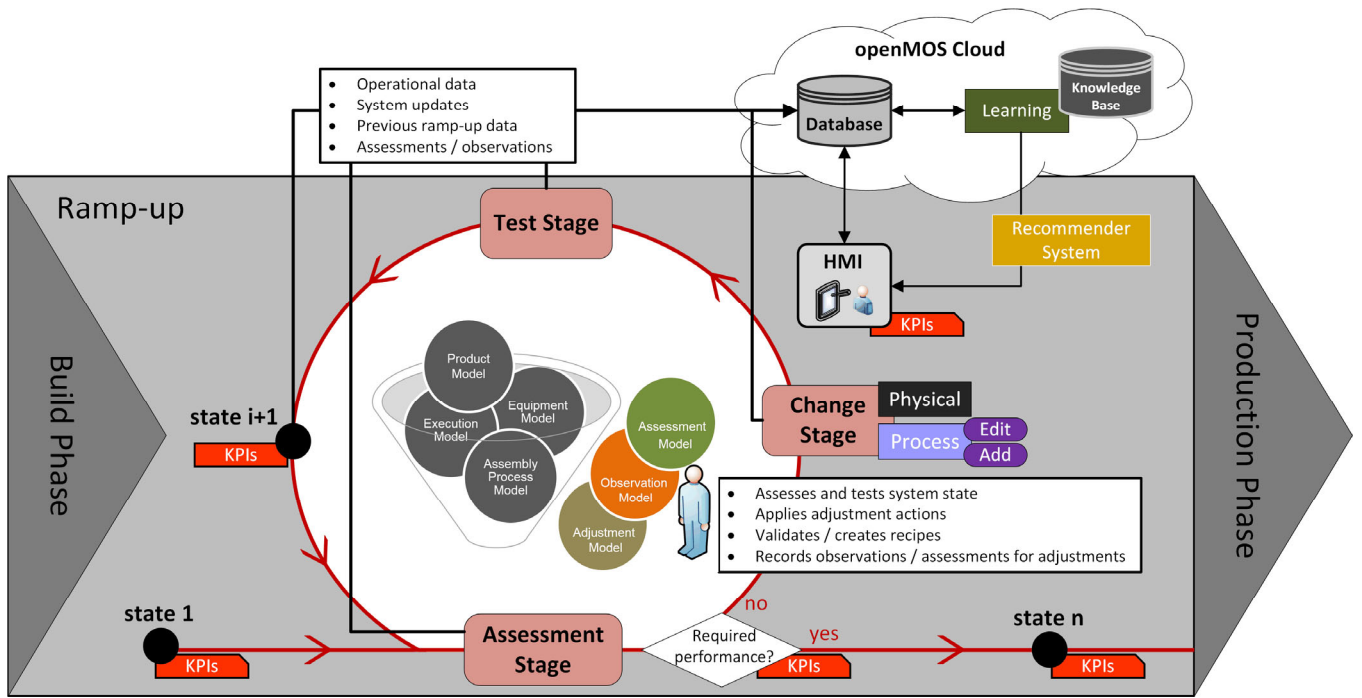 openMOS Cloud
Knowledge
Base
Learning
Database
• Operational data
• System updates
• Previous ramp-up data
• Assessments / observations
Ramp-up
Test Stage
Recommender
System
HMI
KPIs
Build Phase
Production Phase
Product
Model
Equipment
Model
Execution
Model
Assembly
Process
Model
Assessment
Model
Observation
Model
Adjustment
Model
state i+1
KPIs
Change
Stage
Physical
Process
Edit
Add
• Assesses and tests system state
• Applies adjustment actions
• Validates / creates recipes
• Records observations / assessments for adjustments
state 1
KPIs
Assessment
Stage
Required
performance?
no
yes
KPIs
state n
KPIs